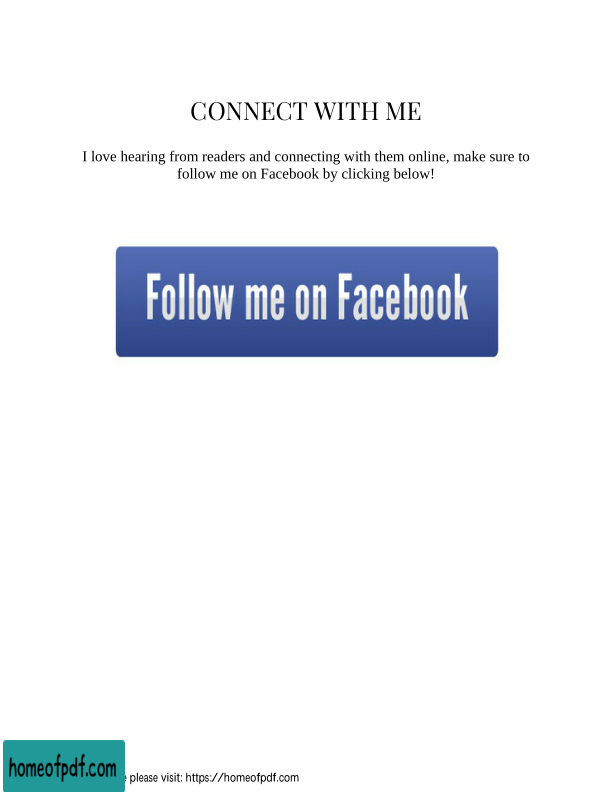 CONNECT WITH ME
I love hearing from readers and connecting with them online, make sure to
follow me on Facebook by clicking below!
Follow me on Facebook
homeofpdf.com
please visit: https://homeofpdf.com